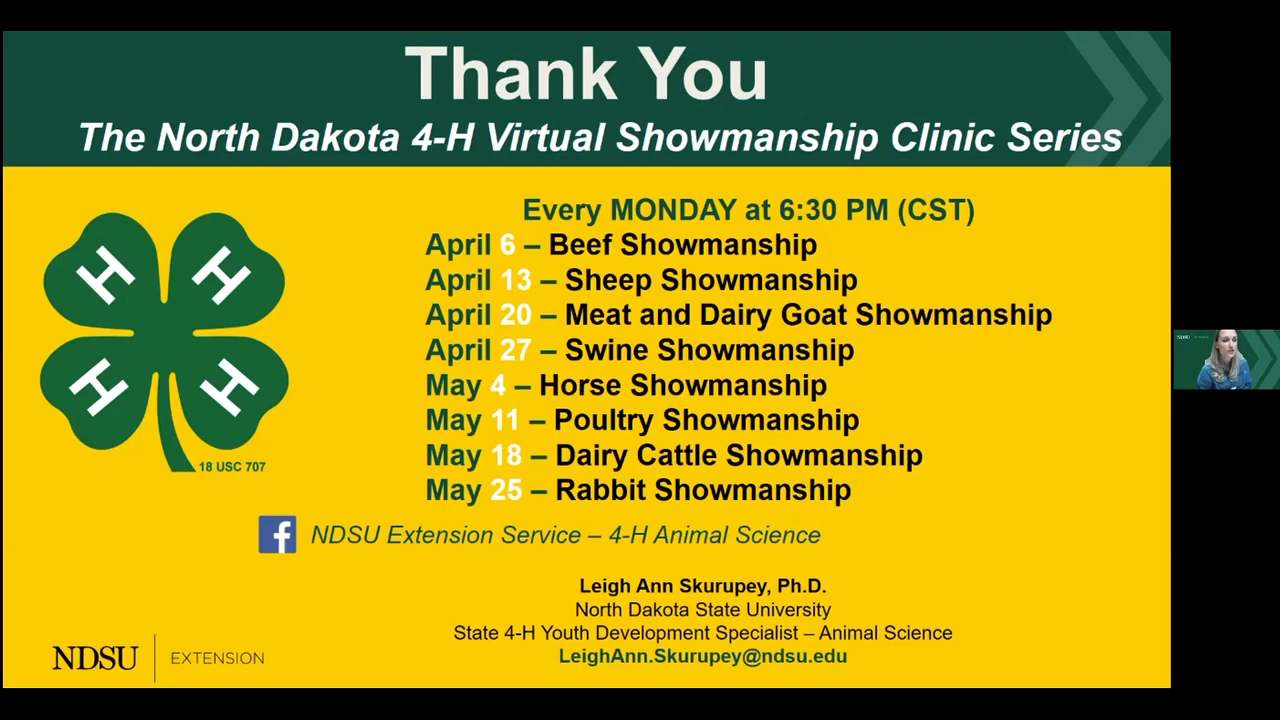 Thank You
The North Dakota 4-H Virtual Showmanship Clinic Series
Every MONDAY at 6:30 PM (CST)
April 6 – Beef Showmanship
April 13 – Sheep Showmanship
April 20 – Meat and Dairy Goat Showmanship
April 27 – Swine Showmanship
May 4 – Horse Showmanship
May 11 – Poultry Showmanship
May 18 – Dairy Cattle Showmanship
May 25 – Rabbit Showmanship
H H
H H
18 USC 707
f NDSU Extension Service – 4-H Animal Science
Leigh Ann Skurupey, Ph.D.
North Dakota State University
State 4-H Youth Development Specialist – Animal Science
LeighAnn.Skurupey@ndsu.edu
NDSU EXTENSION
NDSU